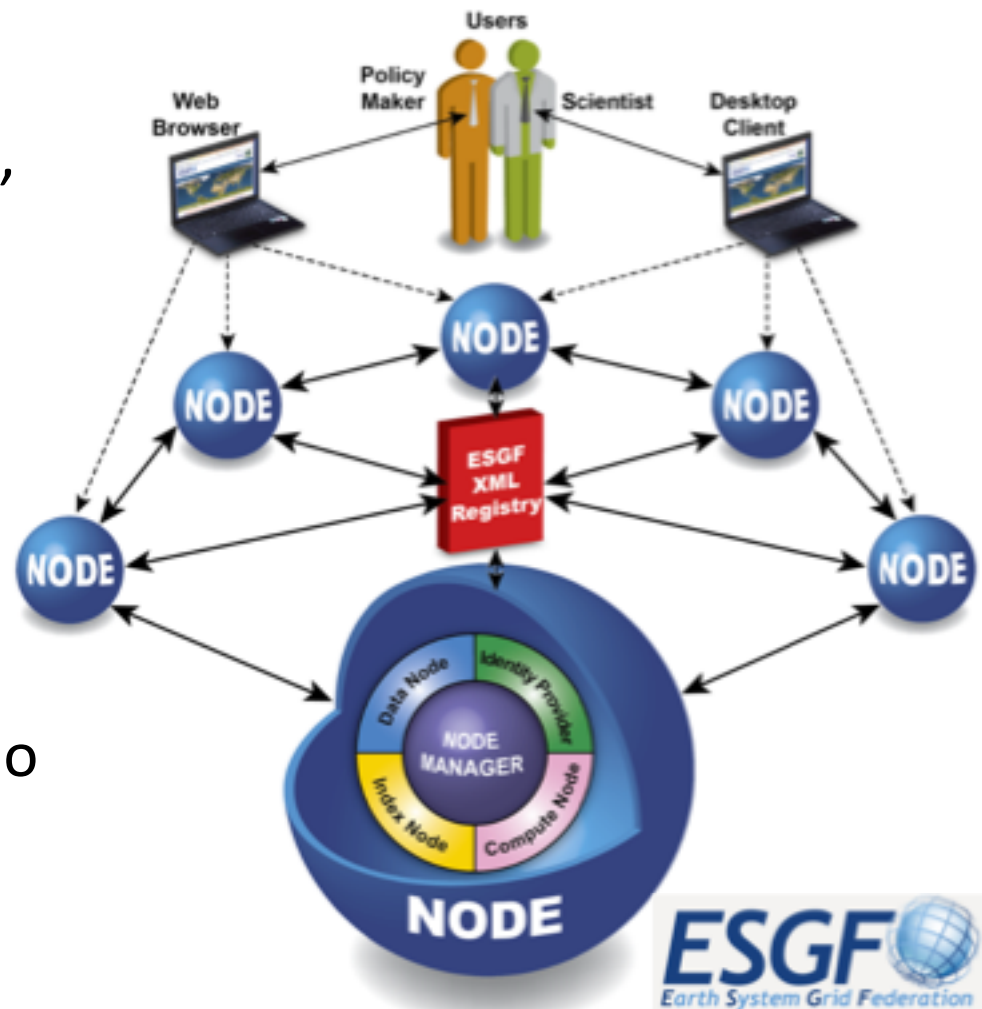 Users
Policy
Maker
Scientist
Web
Browser
Desktop
Client
,
NODE
NODE
NODE
ESGF
XML
Registry
NODE
NODE
Data Node
Identity Provider
NODE
MANAGER
Index Node
Compute Node
o
NODE
ESGF
Earth System Grid Federation